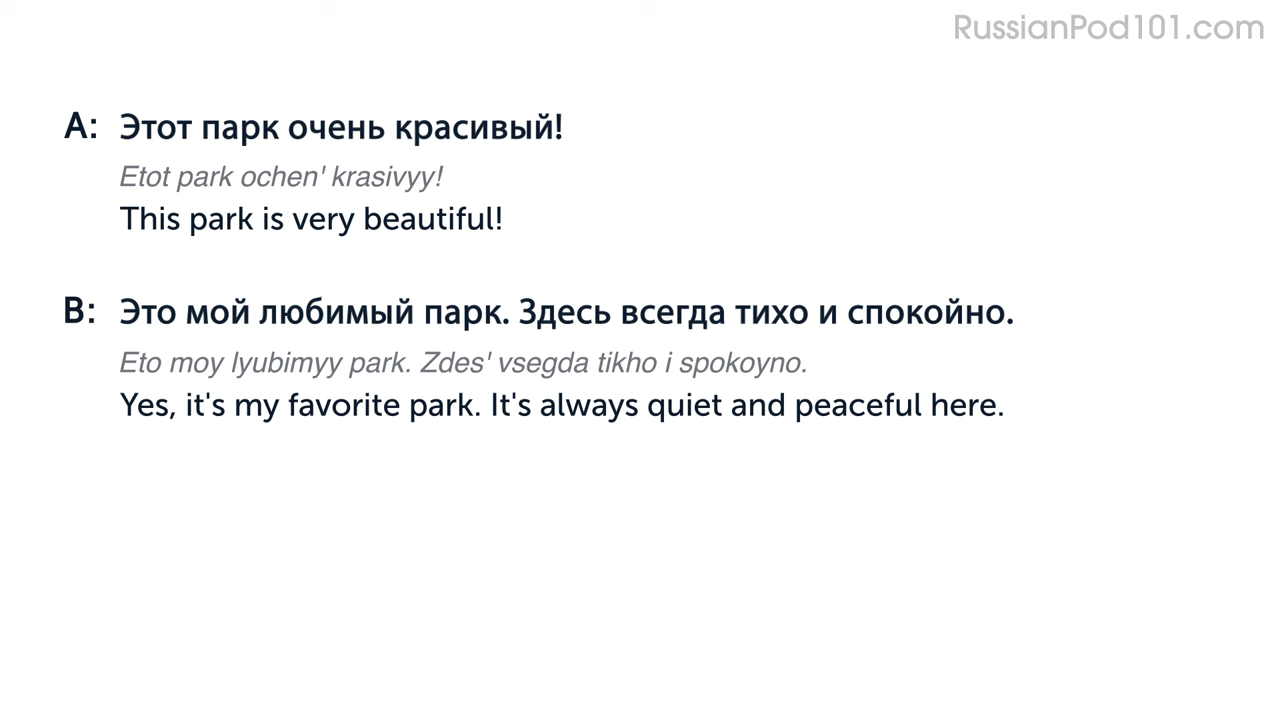 RussianPod101.com
A: Этот парк очень красивый!
Etot park ochen' krasivyy!
This park is very beautiful!
B: Это мой любимый парк. Здесь всегда тихо и спокойно.
Eto moy lyubimyy park. Zdes' vsegda tikho i spokoyno.
Yes, it's my favorite park. It's always quiet and peaceful here.